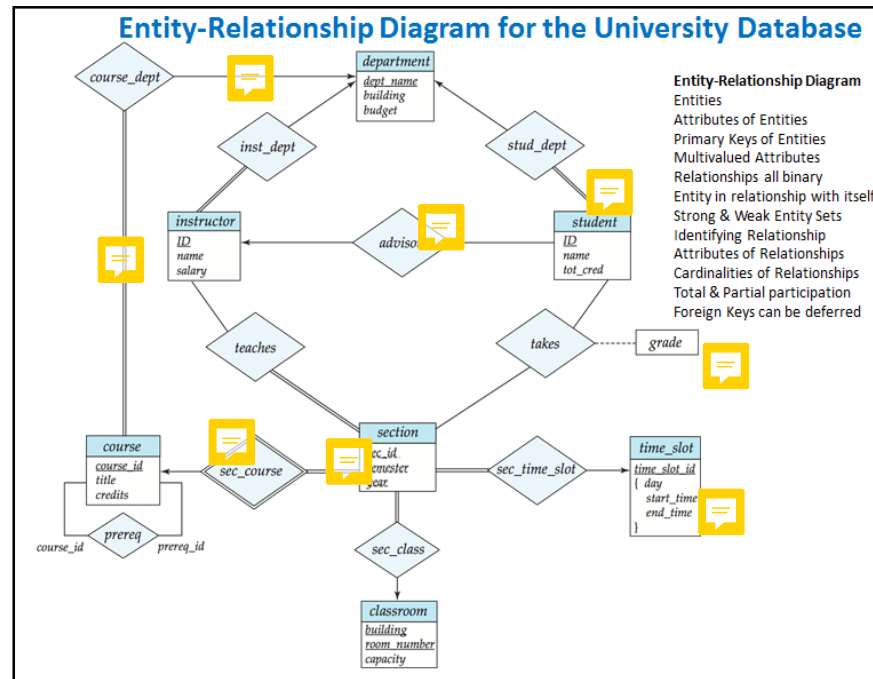 Entity-Relationship Diagram for the University Database
course_dept
department
dept_name
building
budget
Entity-Relationship Diagram
Entities
Attributes of Entities
Primary Keys of Entities
Multivalued Attributes
Relationships all binary
Entity in relationship with itself
Strong & Weak Entity Sets
Identifying Relationship
Attributes of Relationships
Cardinalities of Relationships
Total & Partial participation
Foreign Keys can be deferred
inst_dept
stud_dept
instructor
ID
name
salary
student
ID
name
tot_cred
teaches
takes
grade
course
course_id
title
credits
sec_course
section
year
sec_time_slot
time_slot
time_slot_id
{ day
start_time
end_time
}
prereq
course_id
prereq_id
sec_class
classroom
building
room_number
capacity